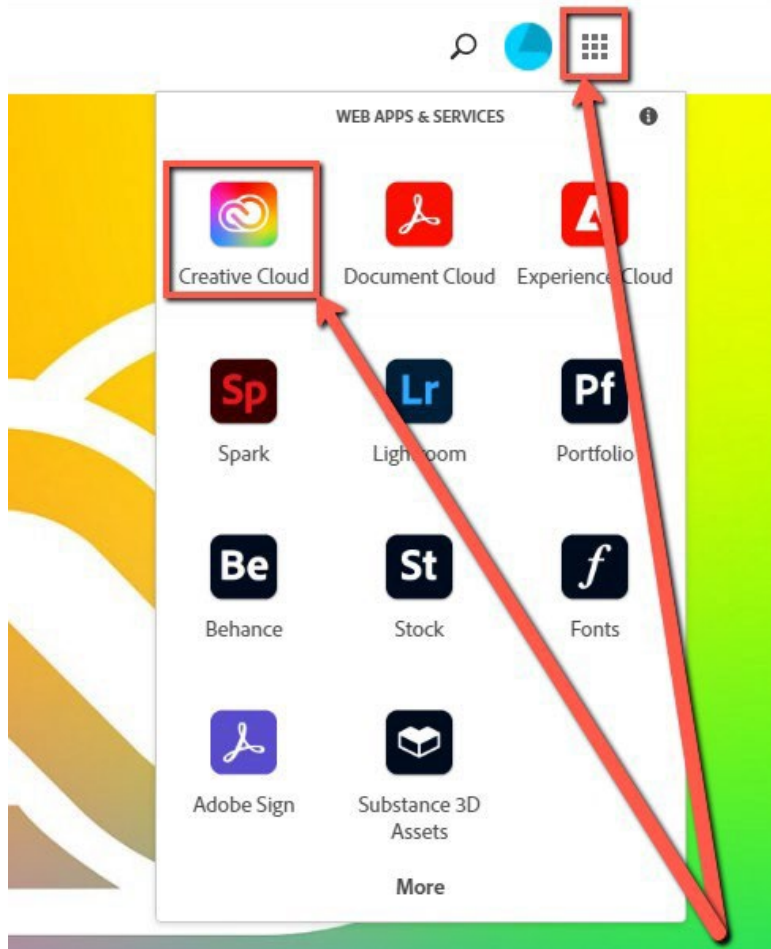 WEB APPS & SERVICES
Creative Cloud Document Cloud Experience Cloud
Sp Lr Pf
Spark Lightroom Portfolio
Be St f
Behance Stock Fonts
Adobe Sign Substance 3D
Assets
More